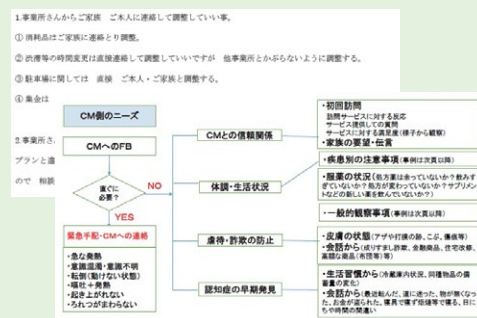 1.事業所さんからご家族　ご本人に連絡して調整していい事。
① 消耗品はご家族に連絡とり調整。
② 渋滞等の時間変更は直接連絡して調整していいですが　他事業所とかぶらないように調整する。
③ 駐車場に関しては　直接　ご本人・ご家族と調整する。
④ 集金は
2.事業所さ
プランと違
ので　相談
CM側のニーズ
CMへのFB
直ぐに
必要？
NO
YES
緊急手配・CMへの連絡
・急な発熱
・意識混濁・意識不明
・転倒（動けない状態）
・嘔吐＋発熱
・起き上がれない
・ろれつがまわらない
CMとの信頼関係
・初回訪問
訪問サービスに対する反応
サービス提供しての質問
サービスに対する満足度（様子から観察）
・家族の要望・伝言
体調・生活状況
・疾患別の注意事項（事例は次頁以降）
・服薬の状況（処方薬は余っていないか？飲みす
ぎていないか？処方が変わっていないか？サプリメン
トなどの新しい薬を飲んでいないか？）
・一般的観察事項（事例は次頁以降）
虐待・詐欺の防止
・皮膚の状態（アザや打撲の跡、こぶ、傷痕等）
・会話から（成りすまし詐欺、金融商品、住宅改修、
高額な商品（布団等）等）
認知症の早期発見
・生活習慣から（冷蔵庫内状況、同種物品の備
蓄量の変化）
・会話から（最近転んだ、道に迷った、物が無くなっ
た、お金が盗られた、寝具で寝ず炬燵等で寝る、日に
ちや時間の間違い